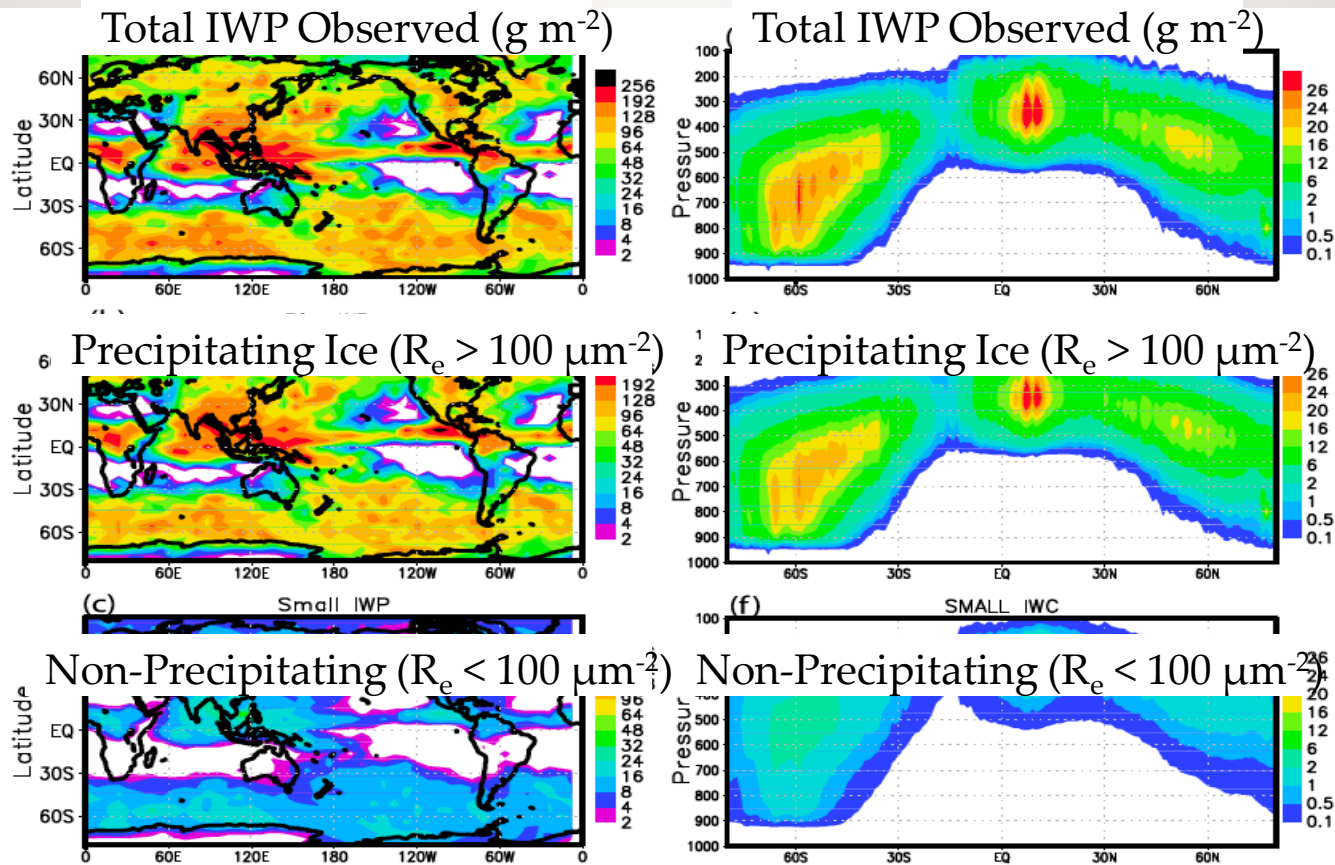 Total IWP Observed (g m⁻²)
Latitude
60N
30N
EQ
30S
60S
0 60E 120E 180 120W 60W 0
256
192
128
96
64
48
32
24
16
8
4
2
Total IWP Observed (g m⁻²)
Pressure
100
200
300
400
500
600
700
800
900
1000
60S 30S EQ 30N 60N
26
24
20
16
12
6
2
1
0.5
0.1
Precipitating Ice (Rₑ > 100 μm⁻²)
Latitude
30N
EQ
30S
60S
0 60E 120E 180 120W 60W 0
192
128
96
64
48
32
24
16
8
4
2
Precipitating Ice (Rₑ > 100 μm⁻²)
Pressure
300
400
500
600
700
800
900
1000
60S 30S EQ 30N 60N
26
24
20
16
12
6
2
1
0.5
0.1
(c) Small IWP
Non-Precipitating (Rₑ < 100 μm⁻²)
Latitude
EQ
30S
60S
0 60E 120E 180 120W 60W 0
96
64
48
32
24
16
8
4
2
(f) SMALL IWC
Non-Precipitating (Rₑ < 100 μm⁻²)
Pressur
100
400
500
600
700
800
900
1000
60S 30S EQ 30N 60N
26
24
20
16
12
6
2
1
0.5
0.1